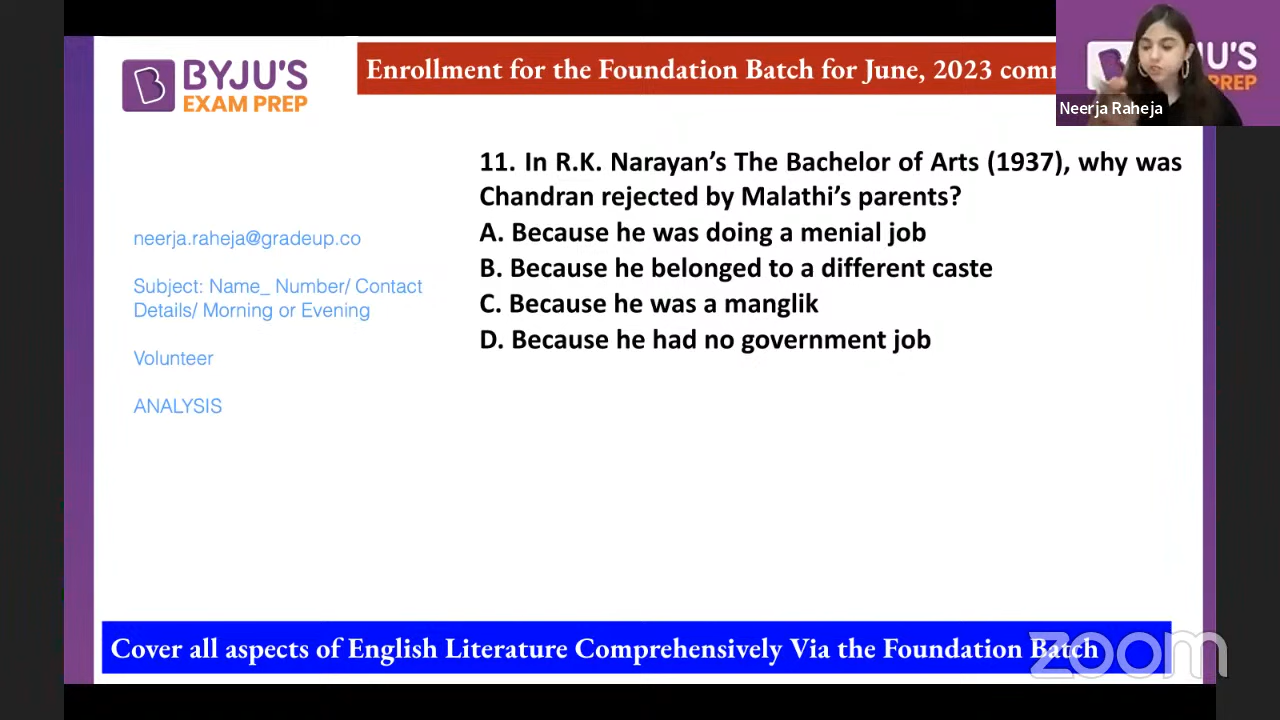 BYJU'S
EXAM PREP
Enrollment for the Foundation Batch for June, 2023
Neerja Raheja
11. In R.K. Narayan's The Bachelor of Arts (1937), why was
Chandran rejected by Malathi's parents?
A. Because he was doing a menial job
B. Because he belonged to a different caste
C. Because he was a manglik
D. Because he had no government job
neerja.raheja@gradeup.co
Subject: Name_ Number/ Contact
Details/ Morning or Evening
Volunteer
ANALYSIS
Cover all aspects of English Literature Comprehensively Via the Foundation Batch
zoom